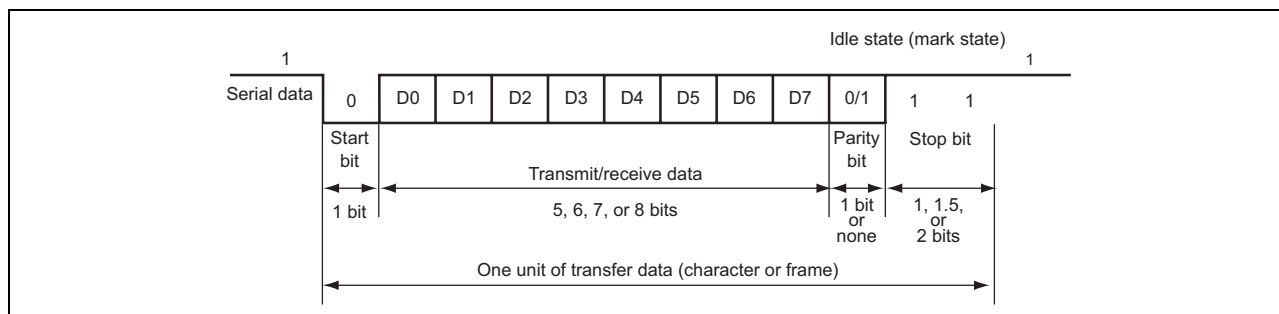 Idle state (mark state)
1
1
Serial data
0
D0
D1
D2
D3
D4
D5
D6
D7
0/1
1
1
Start
bit
Parity
bit
Stop bit
Transmit/receive data
1 bit
5, 6, 7, or 8 bits
1 bit
or
none
1, 1.5,
or
2 bits
One unit of transfer data (character or frame)